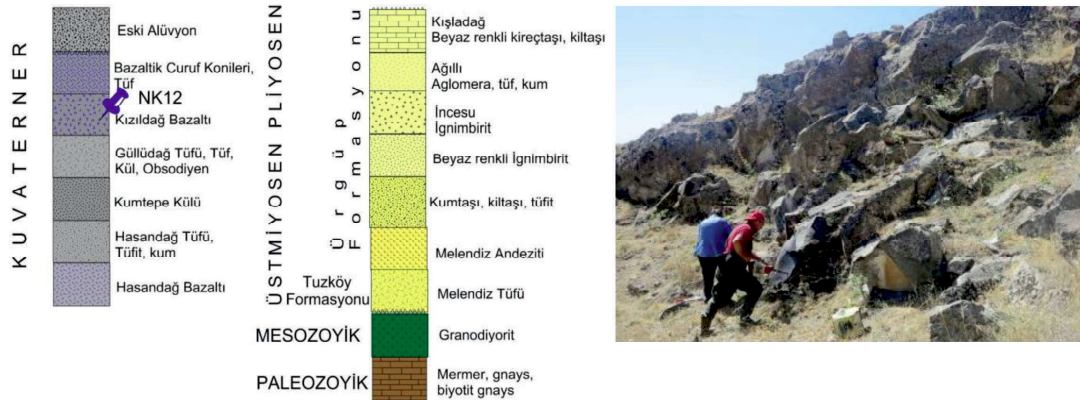 KUVATERNER
Eski Alüvyon
Bazaltik Curuf Konileri,
Tüf
NK12
Kızıldağ Bazaltı
Güllüdağ Tüfü, Tüf,
Kül, Obsodiyen
Kumtepe Külü
Hasandağ Tüfü,
Tüfit, kum
Hasandağ Bazaltı
ÜSTMİYOSEN PLİYOSEN
Ürgüp
Formasyonu
Kışladağ
Beyaz renkli kireçtaşı, kiltaşı
Ağıllı
Aglomera, tüf, kum
İncesu
İgnimbirit
Beyaz renkli İgnimbirit
Kumtaşı, kiltaşı, tüfit
Melendiz Andeziti
Tuzköy
Formasyonu
Melendiz Tüfü
MESOZOYİK
Granodiyorit
PALEOZOYİK
Mermer, gnays,
biyotit gnays